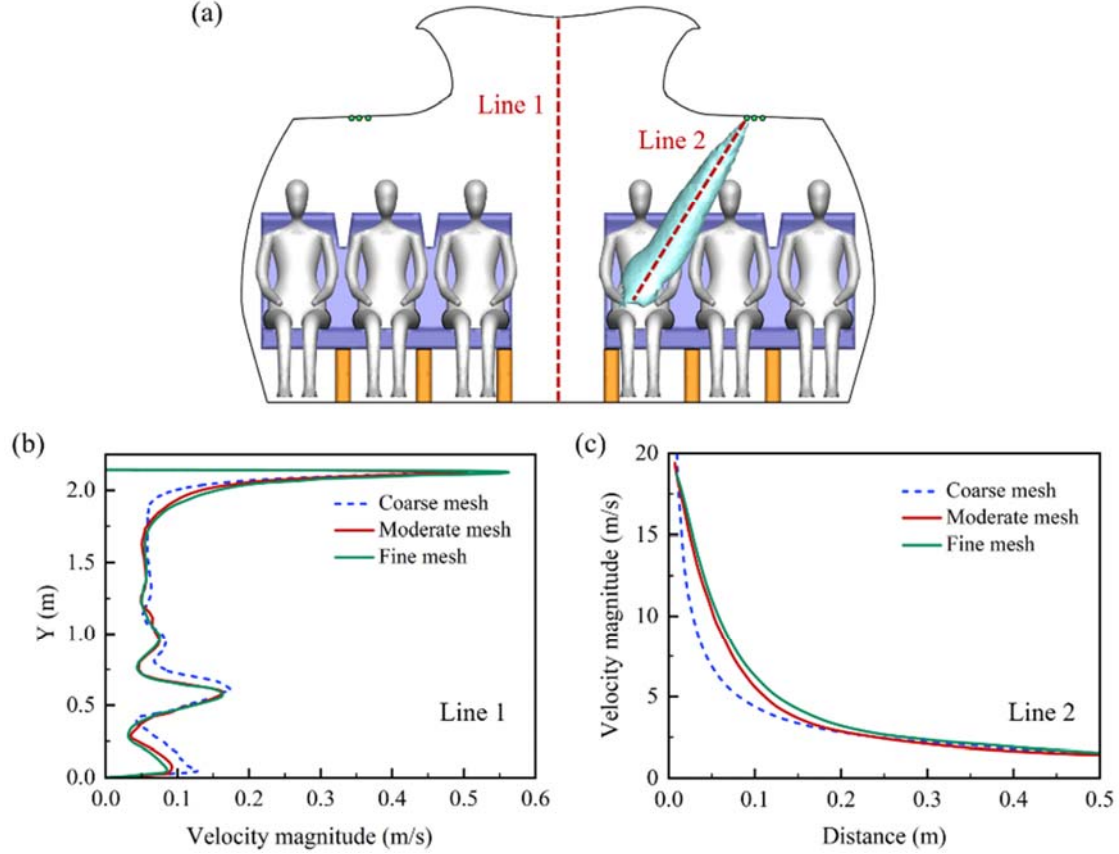 (a)
Line 1
Line 2
(b)
2.0
1.5
1.0
0.5
0.0
Y (m)
Coarse mesh
Moderate mesh
Fine mesh
Line 1
0.0 0.1 0.2 0.3 0.4 0.5 0.6
Velocity magnitude (m/s)
(c)
20
15
10
5
0
Velocity magnitude (m/s)
Coarse mesh
Moderate mesh
Fine mesh
Line 2
0.0 0.1 0.2 0.3 0.4 0.5
Distance (m)